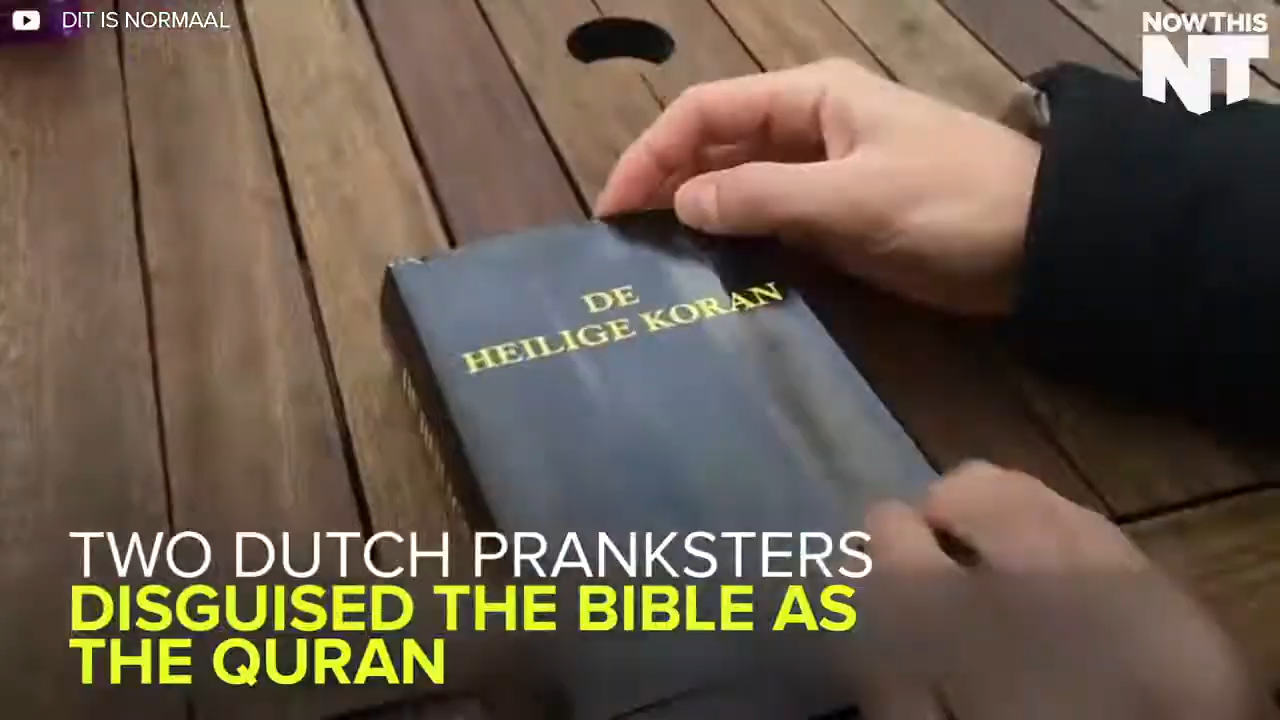 DIT IS NORMAAL
NOWTHIS
NT
DE
HEILIGE KORAN
TWO DUTCH PRANKSTERS
DISGUISED THE BIBLE AS
THE QURAN